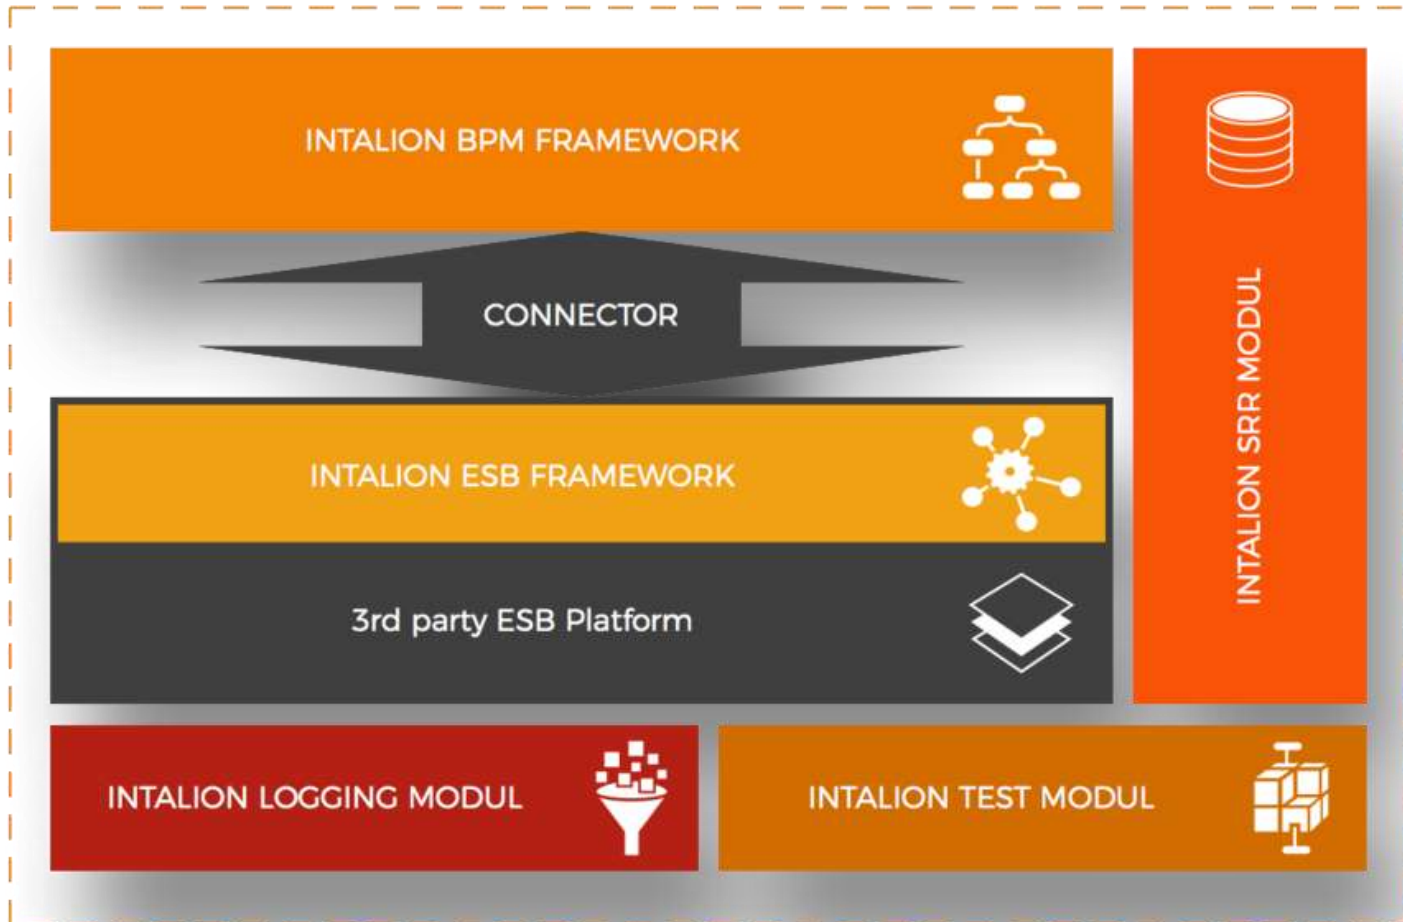 INTALION BPM FRAMEWORK
CONNECTOR
INTALION ESB FRAMEWORK
3rd party ESB Platform
INTALION SRR MODUL
INTALION LOGGING MODUL
INTALION TEST MODUL